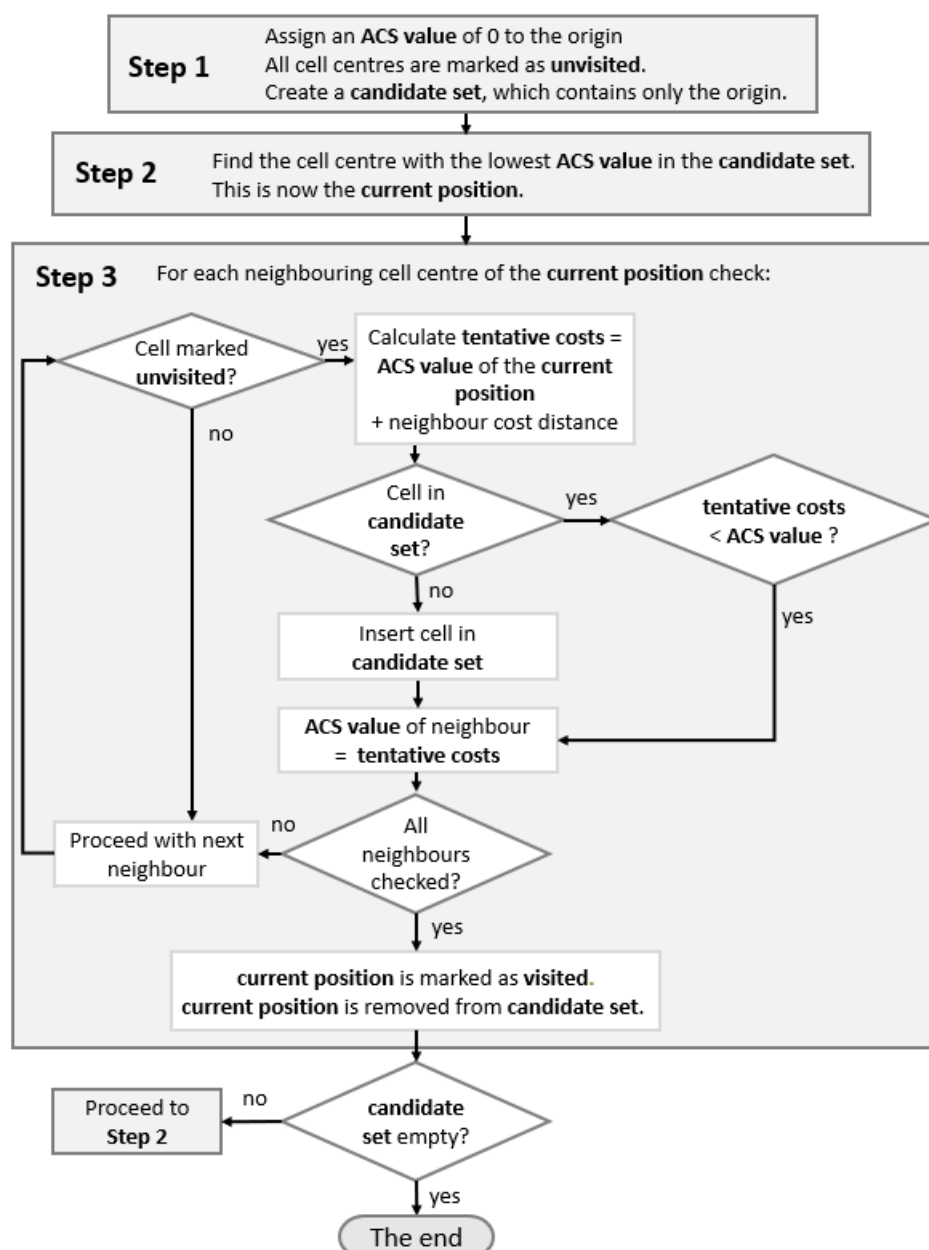 Step 1
Assign an ACS value of 0 to the origin
All cell centres are marked as unvisited.
Create a candidate set, which contains only the origin.
Step 2
Find the cell centre with the lowest ACS value in the candidate set.
This is now the current position.
Step 3
For each neighbouring cell centre of the current position check:
Cell marked
unvisited?
yes
Calculate tentative costs =
ACS value of the current
position
+ neighbour cost distance
no
Cell in
candidate
set?
yes
tentative costs
< ACS value ?
no
yes
Insert cell in
candidate set
ACS value of neighbour
= tentative costs
All
neighbours
checked?
no
Proceed with next
neighbour
yes
current position is marked as visited.
current position is removed from candidate set.
candidate
set empty?
no
Proceed to
Step 2
yes
The end